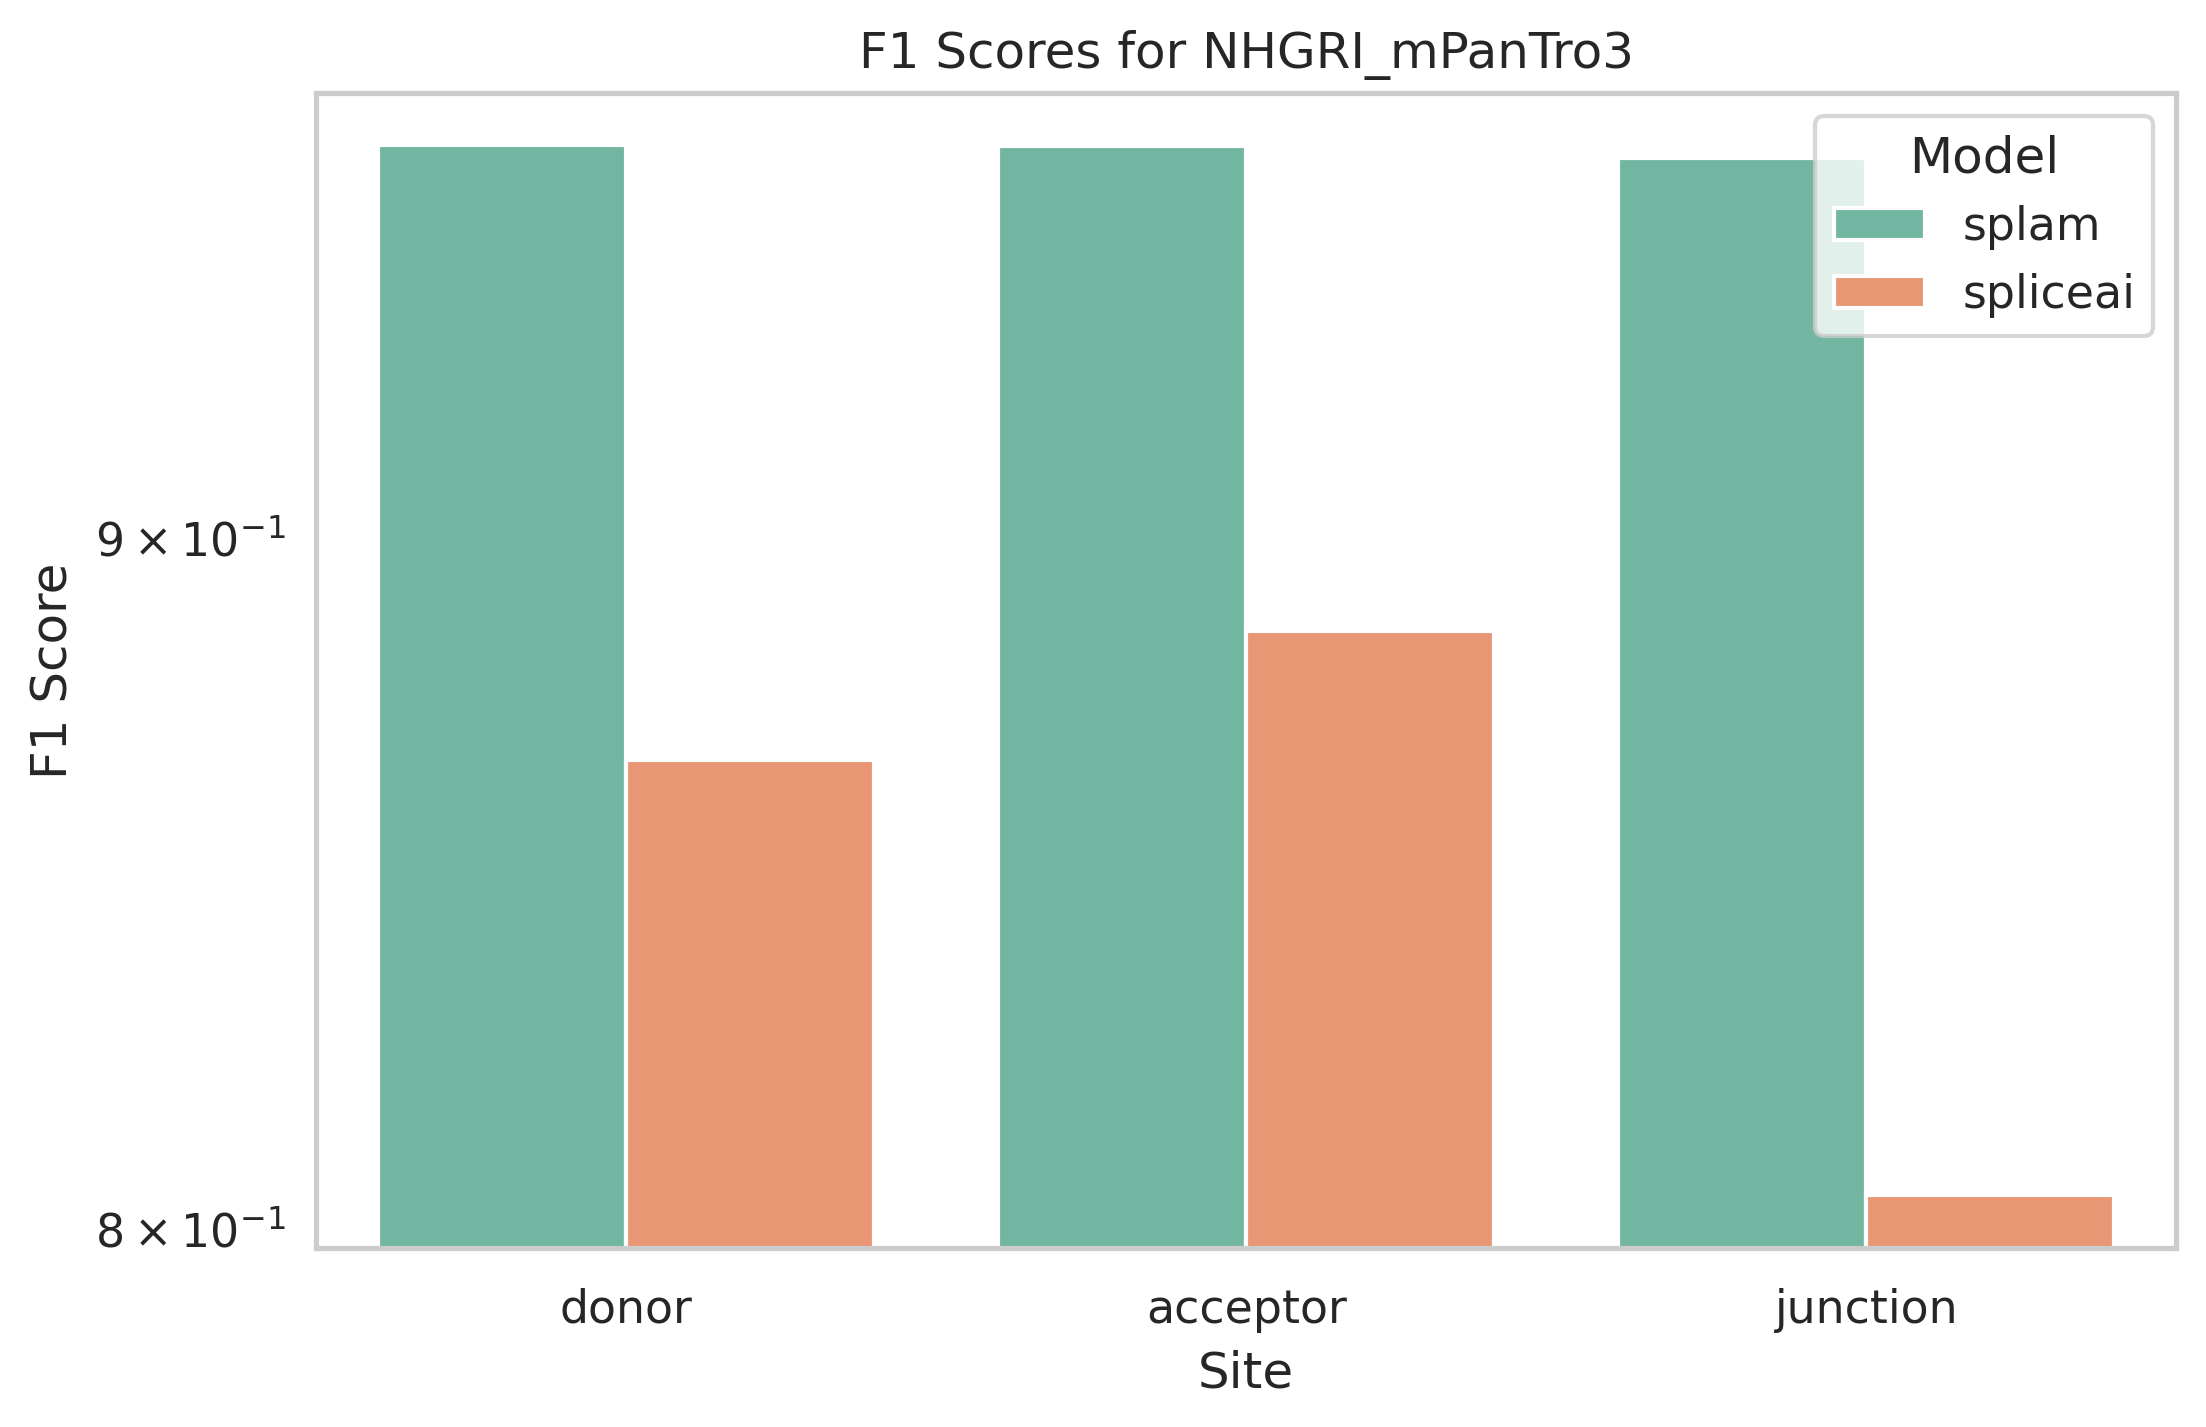 F1 Scores for NHGRI_mPanTro3
Model
splam
spliceai
9 × 10⁻¹
8 × 10⁻¹
F1 Score
donor
acceptor
junction
Site